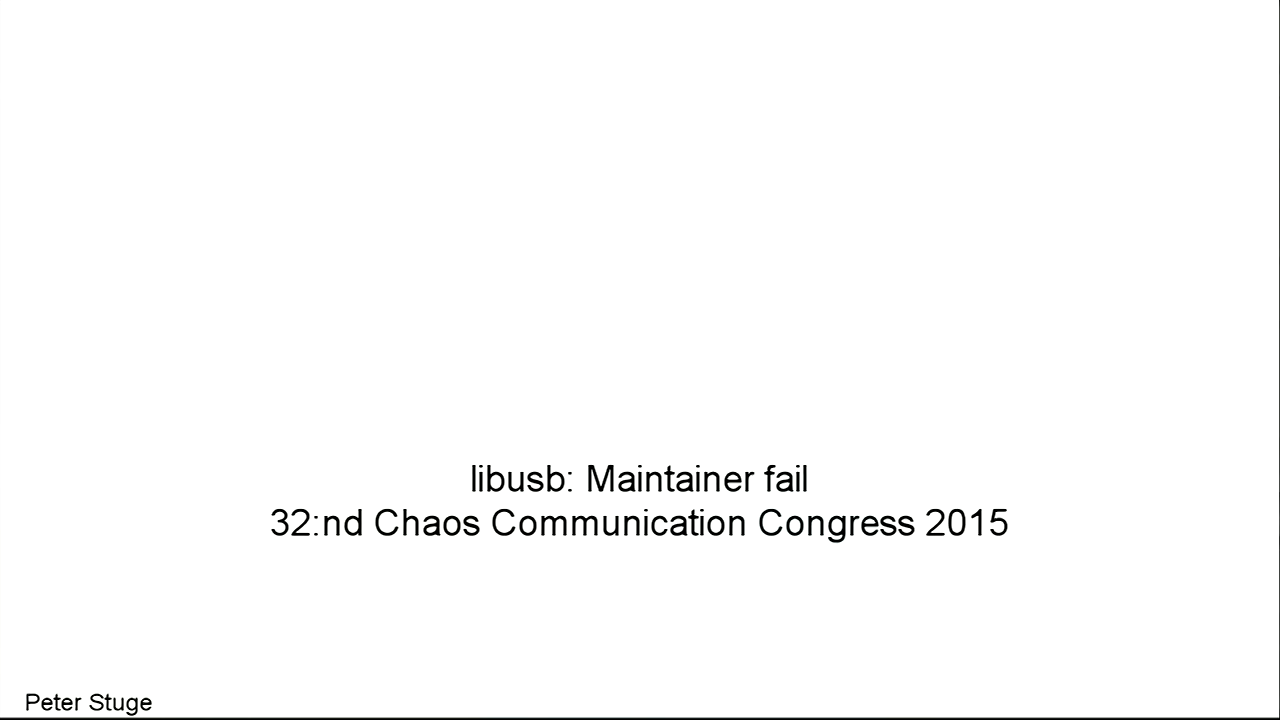 libusb: Maintainer fail
32:nd Chaos Communication Congress 2015
Peter Stuge